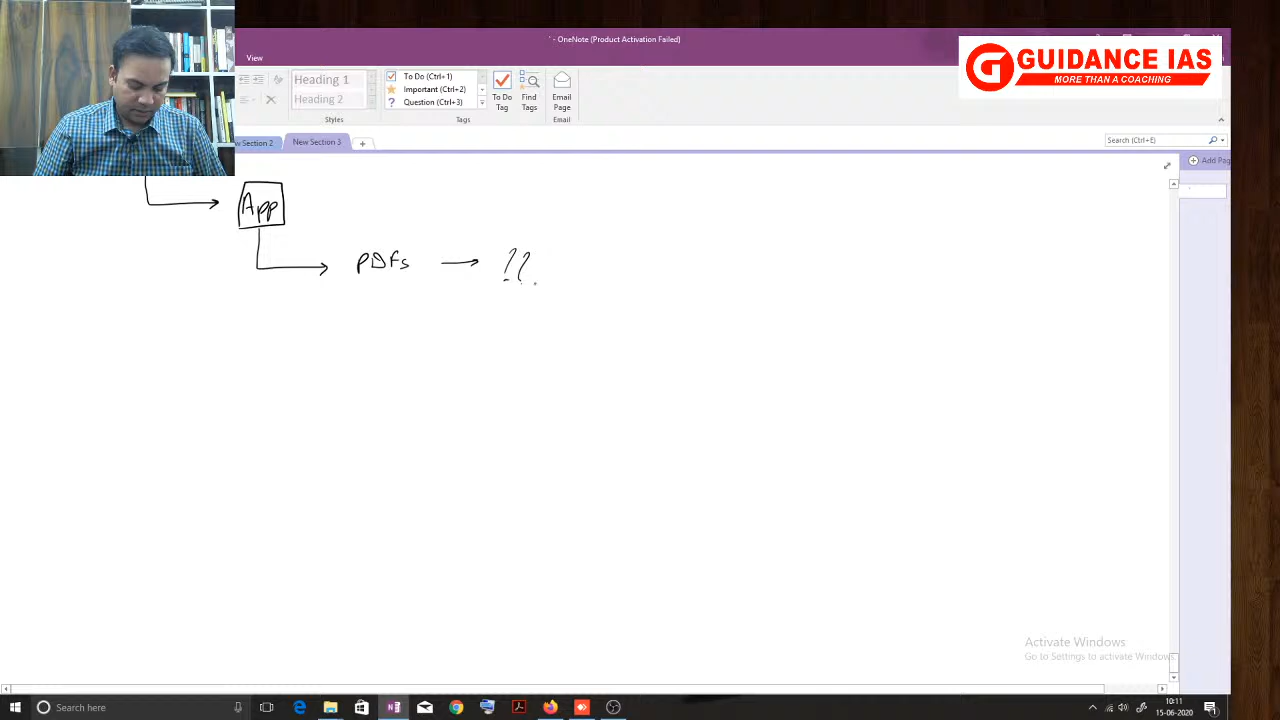 ' - OneNote (Product Activation Failed)
GUIDANCE IAS
MORE THAN A COACHING
View
Heading 1
Heading 2
To Do (Ctrl+1)
Important (Ctrl+2)
Question (Ctrl+3)
To Do
Tag
Find
Tags
Email
Page
Styles
Tags
Email
Section 2
New Section 3
Search (Ctrl+E)
Add Pag
App
PDFs → ??
Activate Windows
Go to Settings to activate Windows.
Search here
10:11
15-06-2020